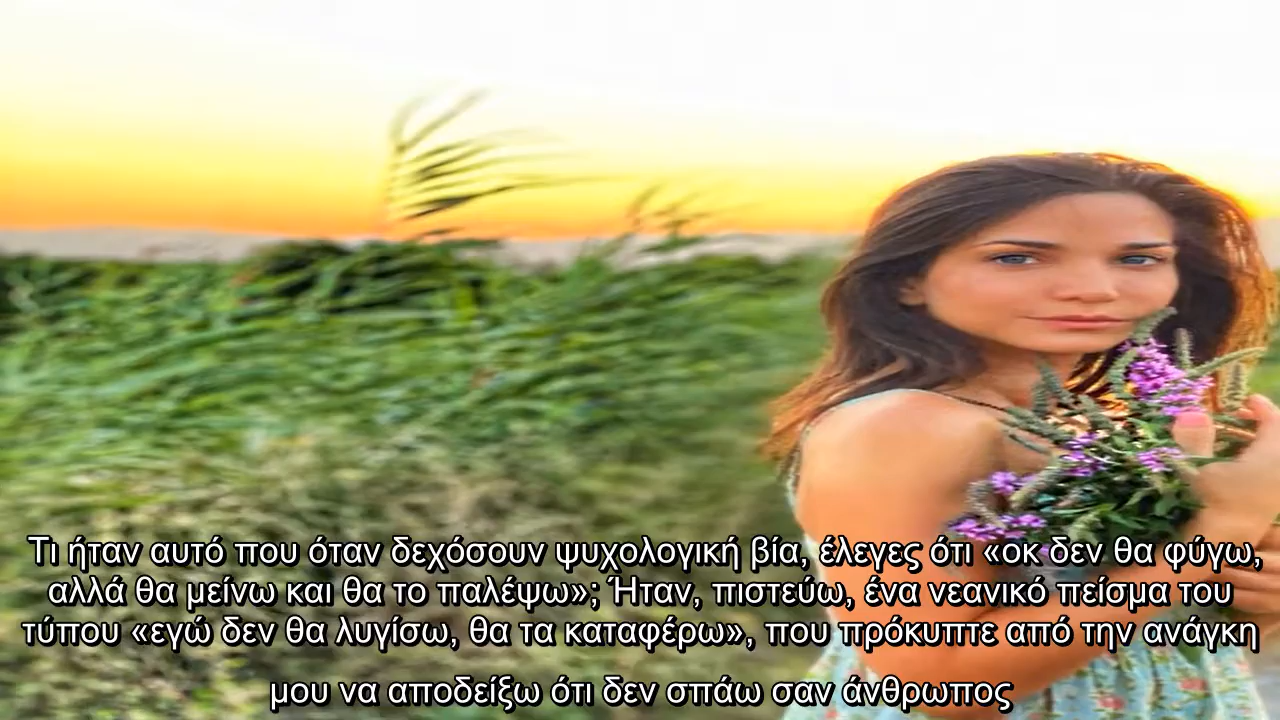 Τι ήταν αυτό που όταν δεχόσουν ψυχολογική βία, έλεγες ότι «οκ δεν θα φύγω,
αλλά θα μείνω και θα το παλέψω»; Ήταν, πιστεύω, ένα νεανικό πείσμα του
τύπου «εγώ δεν θα λυγίσω, θα τα καταφέρω», που πρόκυπτε από την ανάγκη
μου να αποδείξω ότι δεν σπάω σαν άνθρωπος